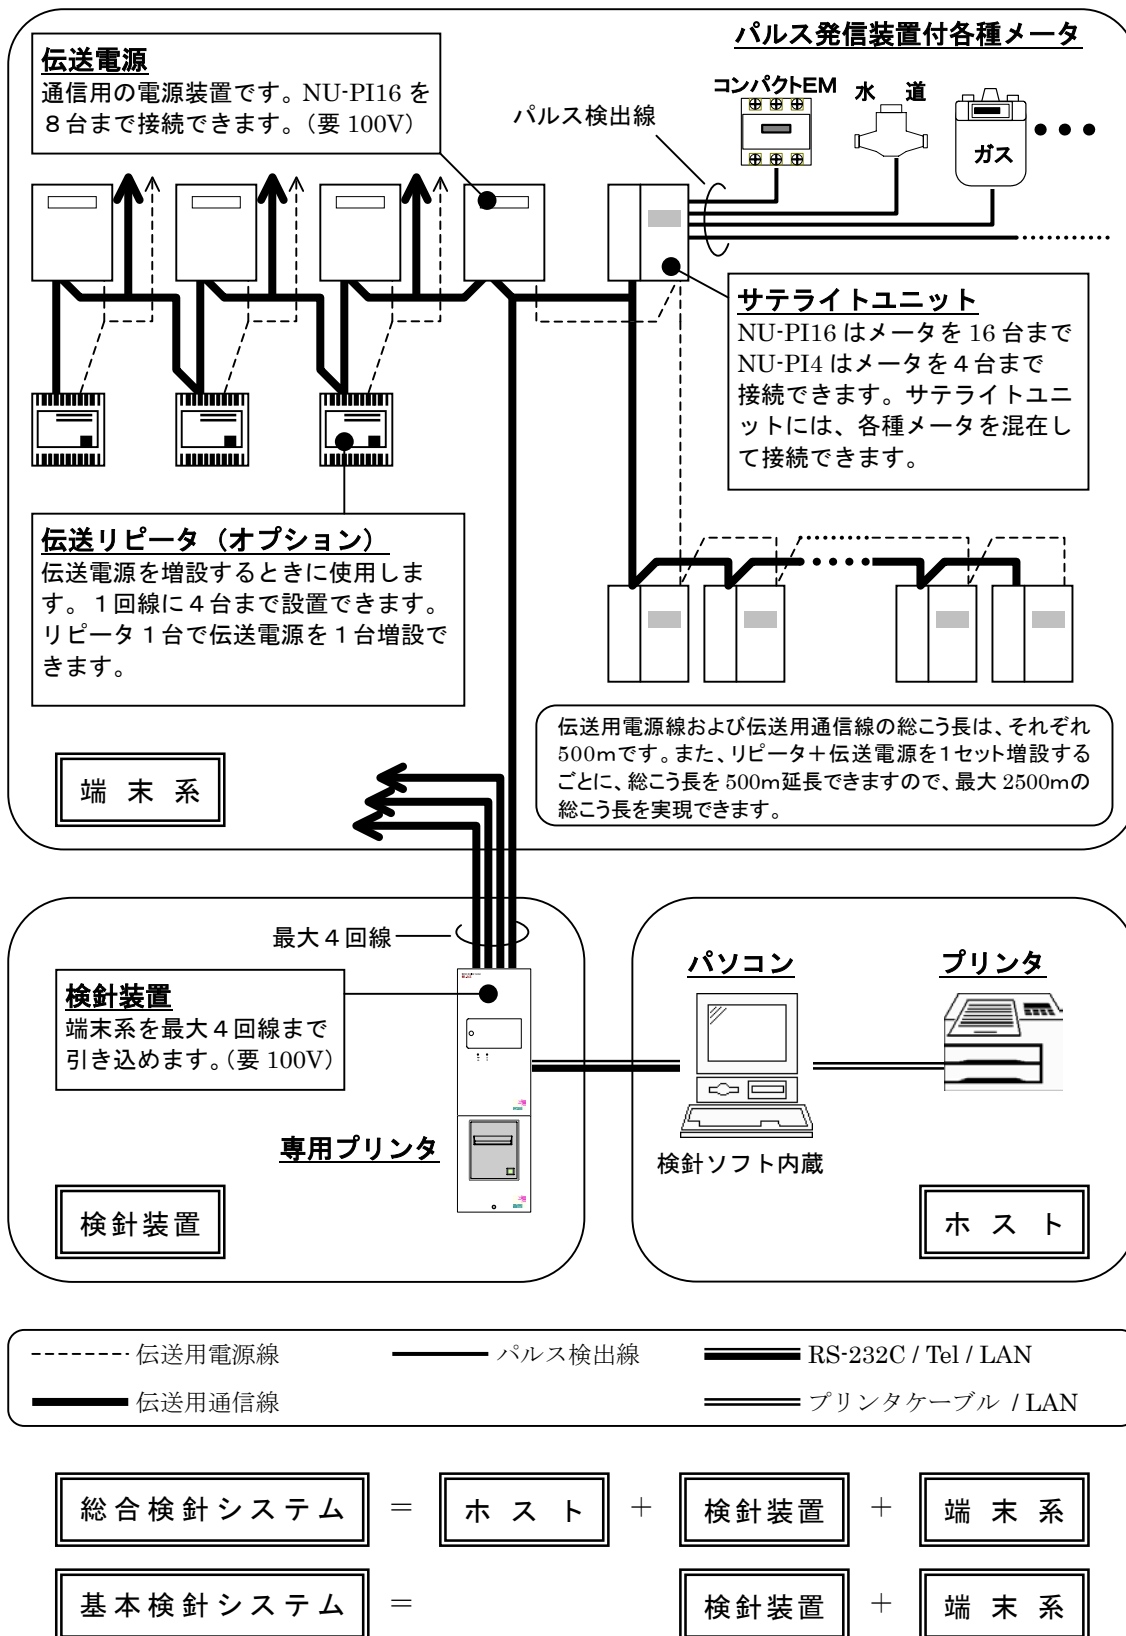 伝送電源
通信用の電源装置です。NU-PI16 を
８台まで接続できます。（要 100V）
パルス発信装置付各種メータ
コンパクトEM
水　道
ガス
パルス検出線
サテライトユニット
NU-PI16 はメータを 16 台まで
NU-PI4 はメータを４台まで
接続できます。サテライトユニ
ットには、各種メータを混在し
て接続できます。
伝送リピータ（オプション）
伝送電源を増設するときに使用しま
す。１回線に４台まで設置できます。
リピータ１台で伝送電源を１台増設で
きます。
伝送用電源線および伝送用通信線の総こう長は、それぞれ
500ｍです。また、リピータ＋伝送電源を１セット増設する
ごとに、総こう長を 500ｍ延長できますので、最大 2500ｍの
総こう長を実現できます。
端　末　系
最大４回線
検針装置
端末系を最大４回線まで
引き込めます。（要 100V）
専用プリンタ
検針装置
パソコン
プリンタ
検針ソフト内蔵
ホ　ス　ト
伝送用電源線
パルス検出線
RS-232C / Tel / LAN
伝送用通信線
プリンタケーブル / LAN
総合検針システム ＝ ホ　ス　ト ＋ 検針装置 ＋ 端　末　系
基本検針システム ＝ 検針装置 ＋ 端　末　系